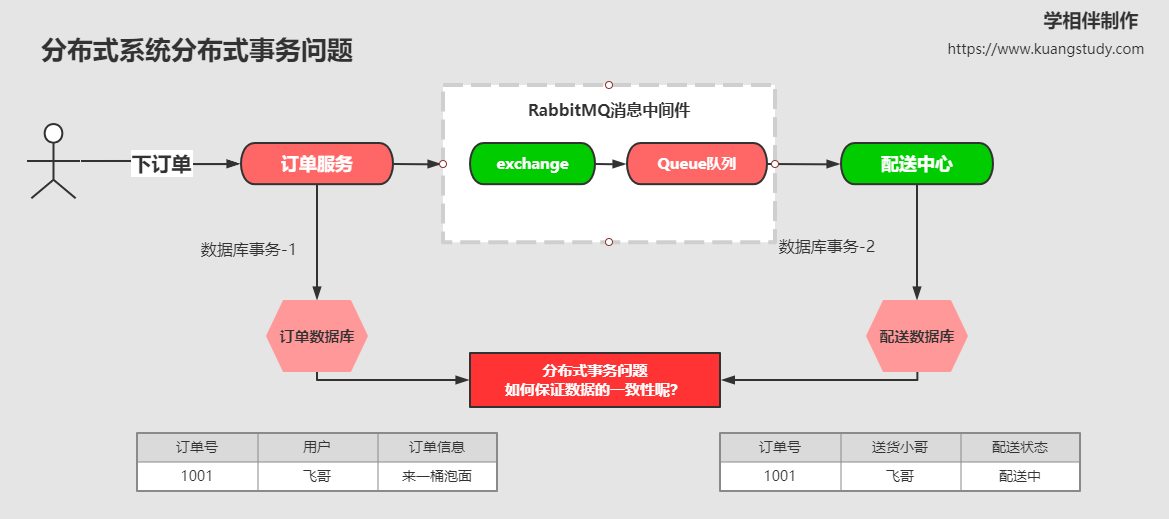 学相伴制作
分布式系统分布式事务问题
https://www.kuangstudy.com
RabbitMQ消息中间件
下订单
订单服务
exchange
Queue队列
配送中心
数据库事务-1
数据库事务-2
订单数据库
配送数据库
分布式事务问题
如何保证数据的一致性呢?
订单号 用户 订单信息
1001 飞哥 来一桶泡面
订单号 送货小哥 配送状态
1001 飞哥 配送中